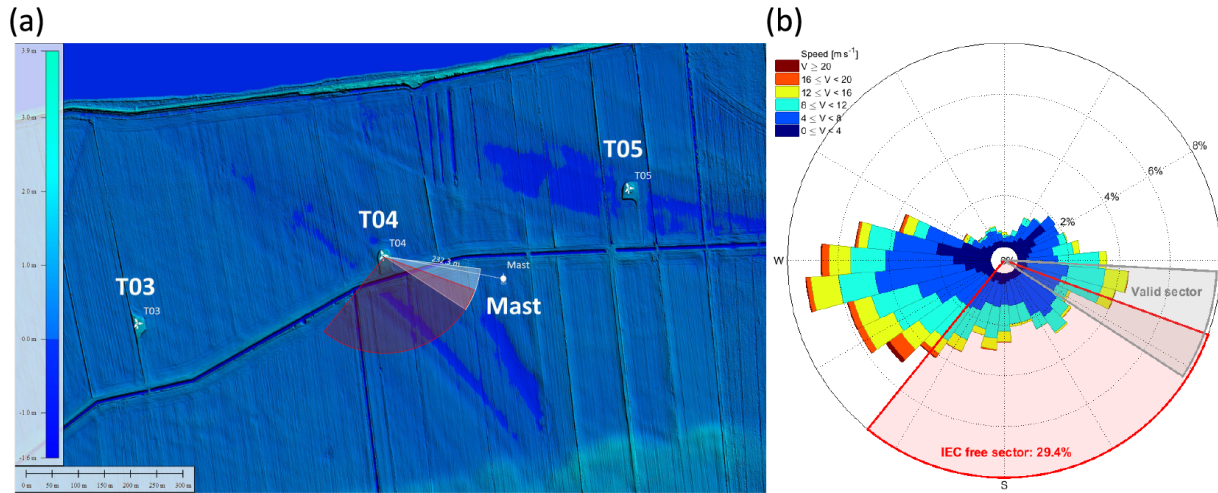 (a)
3.9 m
3.0 m
2.0 m
1.0 m
0.0 m
-1.0 m
-1.6 m
0 m 50 m 100 m 150 m 200 m 250 m 300 m
T03
T03
T04
T04
232.3 m
Mast
Mast
T05
T05
(b)
Speed [m s⁻¹]
V ≥ 20
16 ≤ V < 20
12 ≤ V < 16
8 ≤ V < 12
4 ≤ V < 8
0 ≤ V < 4
8%
6%
4%
2%
0%
W
Valid sector
IEC free sector: 29.4%
S